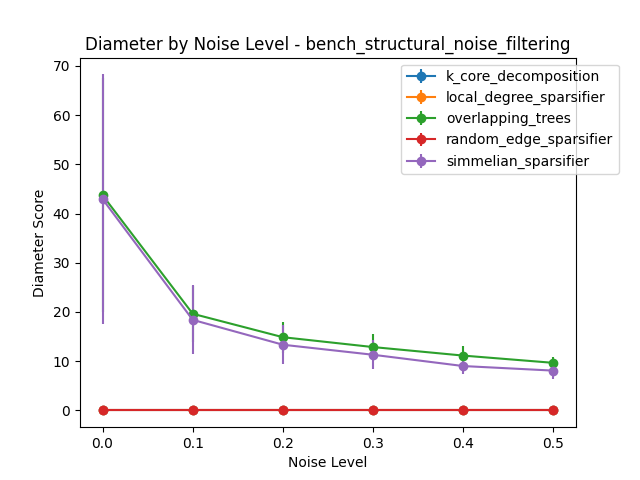 Diameter by Noise Level - bench_structural_noise_filtering
k_core_decomposition
local_degree_sparsifier
overlapping_trees
random_edge_sparsifier
simmelian_sparsifier
Diameter Score
70
60
50
40
30
20
10
0
0.0 0.1 0.2 0.3 0.4 0.5
Noise Level